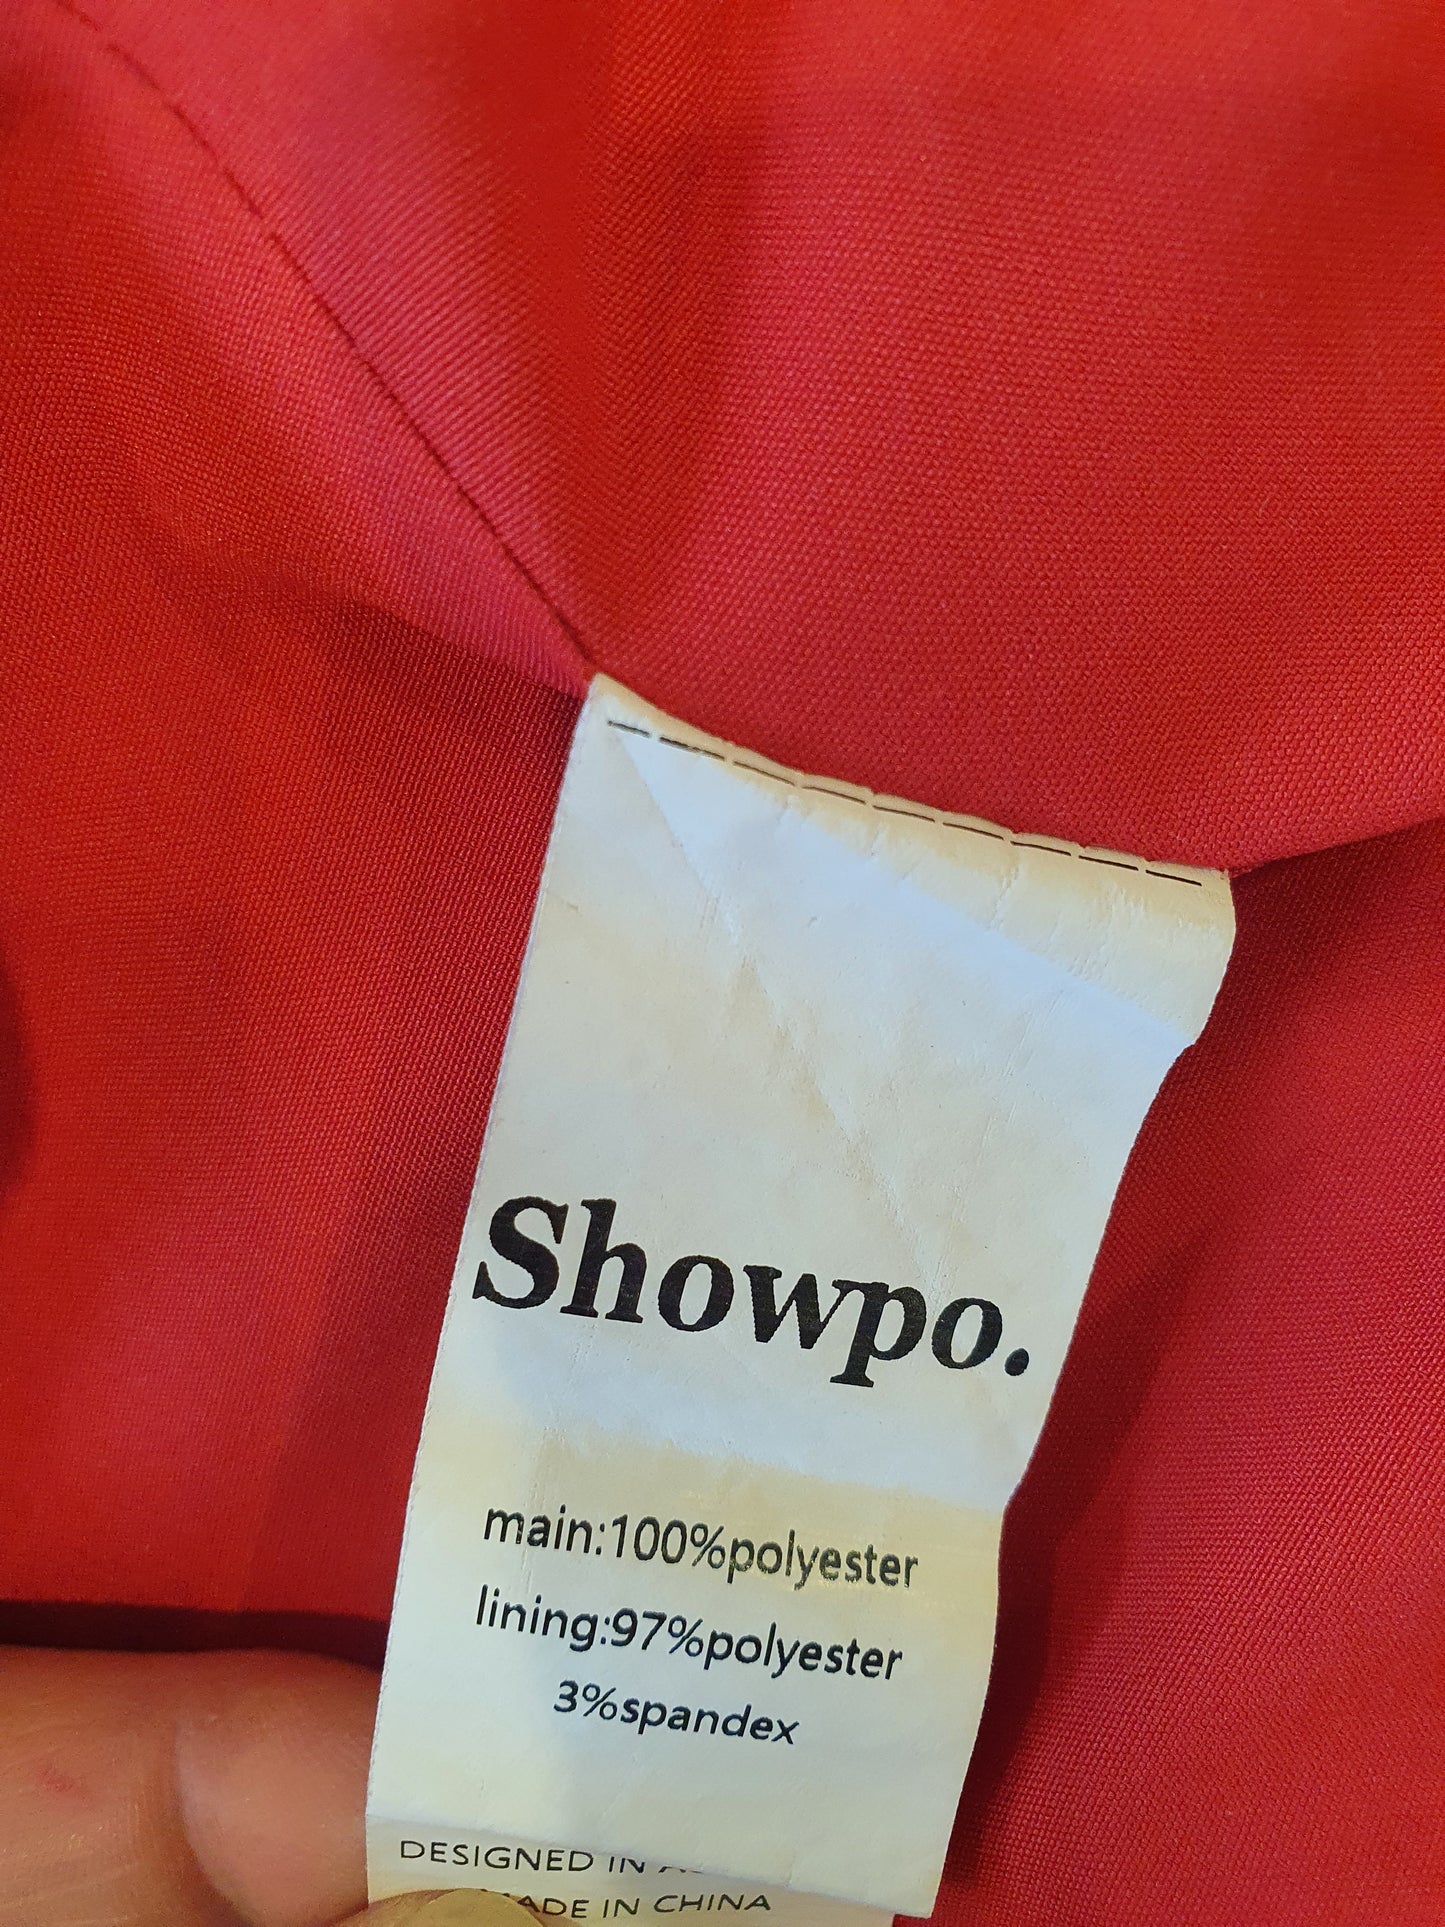 Showpo.
main:100%polyester
lining:97%polyester
3%spandex
DESIGNED IN
MADE IN CHINA